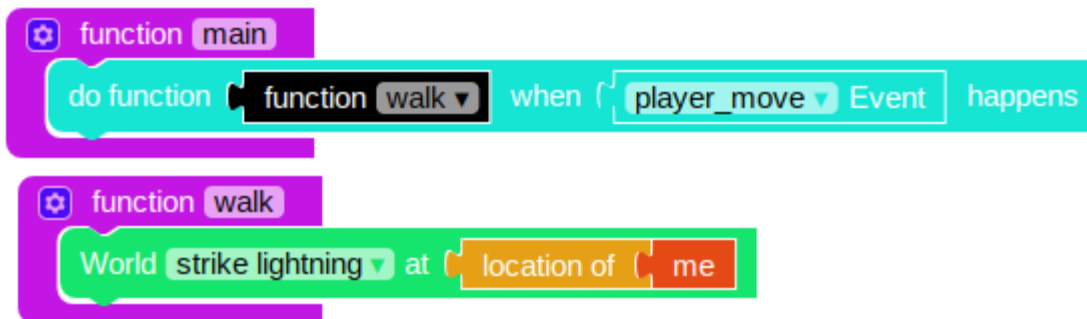 function main
do function function walk ▾ when player_move ▾ Event happens
function walk
World strike lightning ▾ at location of me